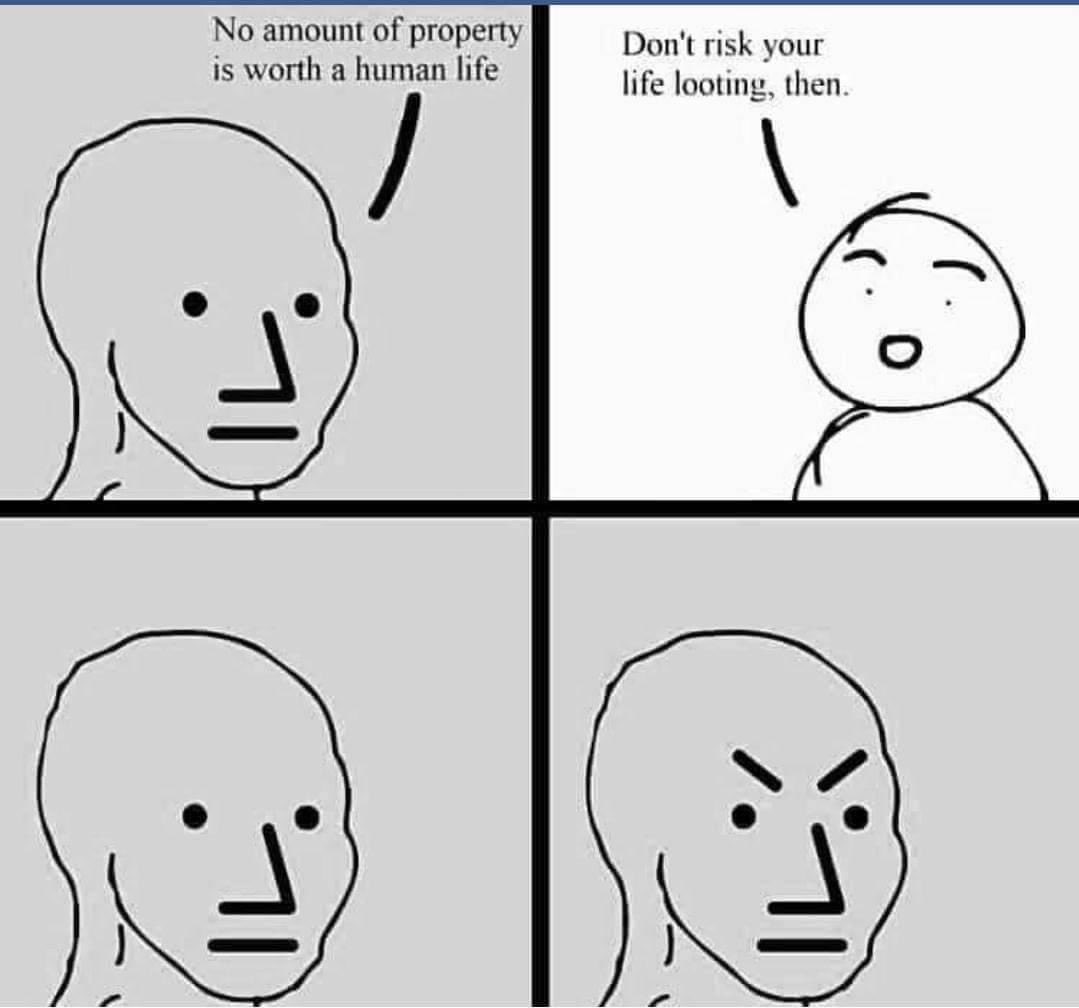 No amount of property
is worth a human life
Don't risk your
life looting, then.